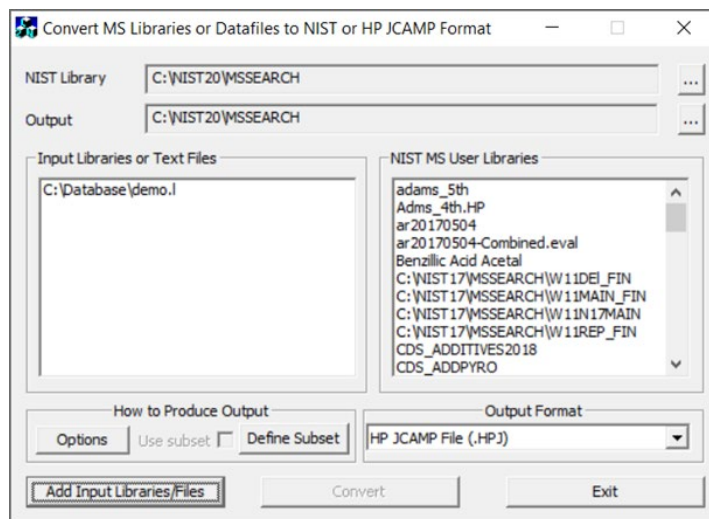 Convert MS Libraries or Datafiles to NIST or HP JCAMP Format
NIST Library C:\NIST20\MSSEARCH ...
Output C:\NIST20\MSSEARCH ...
Input Libraries or Text Files
C:\Database\demo.l
NIST MS User Libraries
adams_5th
Adms_4th.HP
ar20170504
ar20170504-Combined.eval
Benzillic Acid Acetal
C:\NIST17\MSSEARCH\W11DEl_FIN
C:\NIST17\MSSEARCH\W11MAIN_FIN
C:\NIST17\MSSEARCH\W11N17MAIN
C:\NIST17\MSSEARCH\W11REP_FIN
CDS_ADDITIVES2018
CDS_ADDPYRO
How to Produce Output
Options Use subset Define Subset
Output Format
HP JCAMP File (.HPJ)
Add Input Libraries/Files Convert Exit